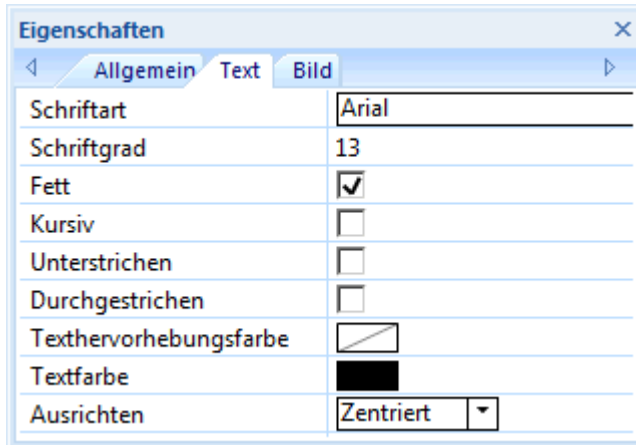 Eigenschaften
Allgemein Text Bild
Schriftart Arial
Schriftgrad 13
Fett
Kursiv
Unterstrichen
Durchgestrichen
Texthervorhebungsfarbe
Textfarbe
Ausrichten Zentriert